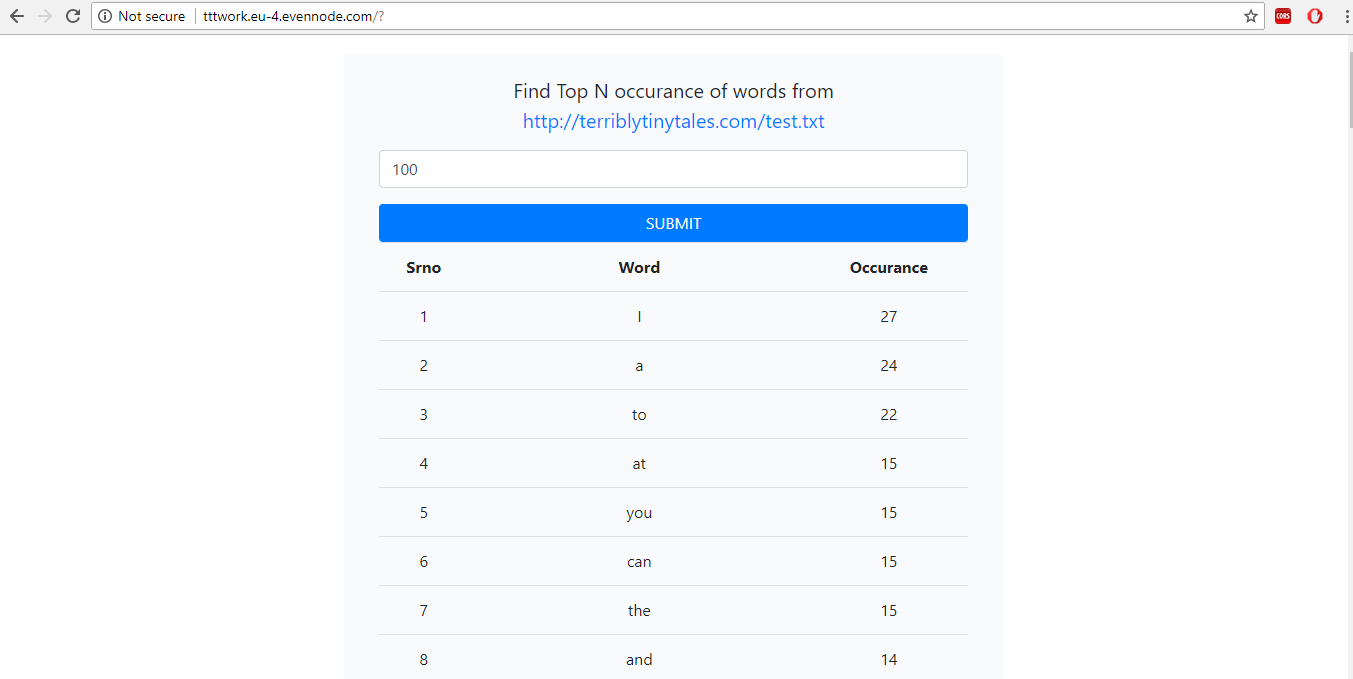 Not secure tttwork.eu-4.evennode.com/?
CORS
Find Top N occurance of words from
http://terriblytinytales.com/test.txt
100
SUBMIT
Srno Word Occurance
1 I 27
2 a 24
3 to 22
4 at 15
5 you 15
6 can 15
7 the 15
8 and 14